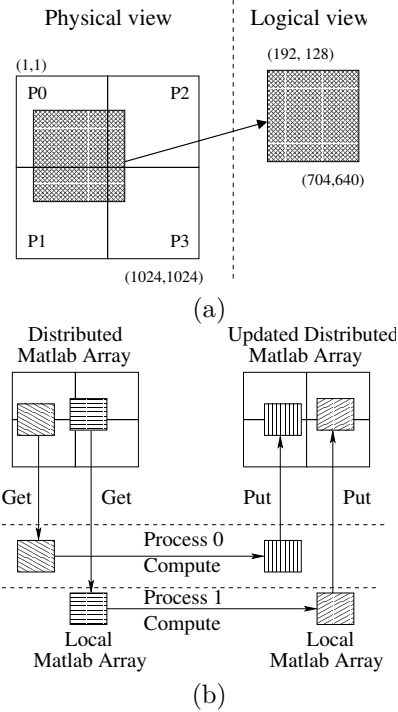 Physical view
Logical view
(1,1)
(192, 128)
P0
P2
(704,640)
P1
P3
(1024,1024)
(a)
Distributed
Matlab Array
Updated Distributed
Matlab Array
Get
Get
Put
Put
Process 0
Compute
Process 1
Compute
Local
Matlab Array
Local
Matlab Array
(b)